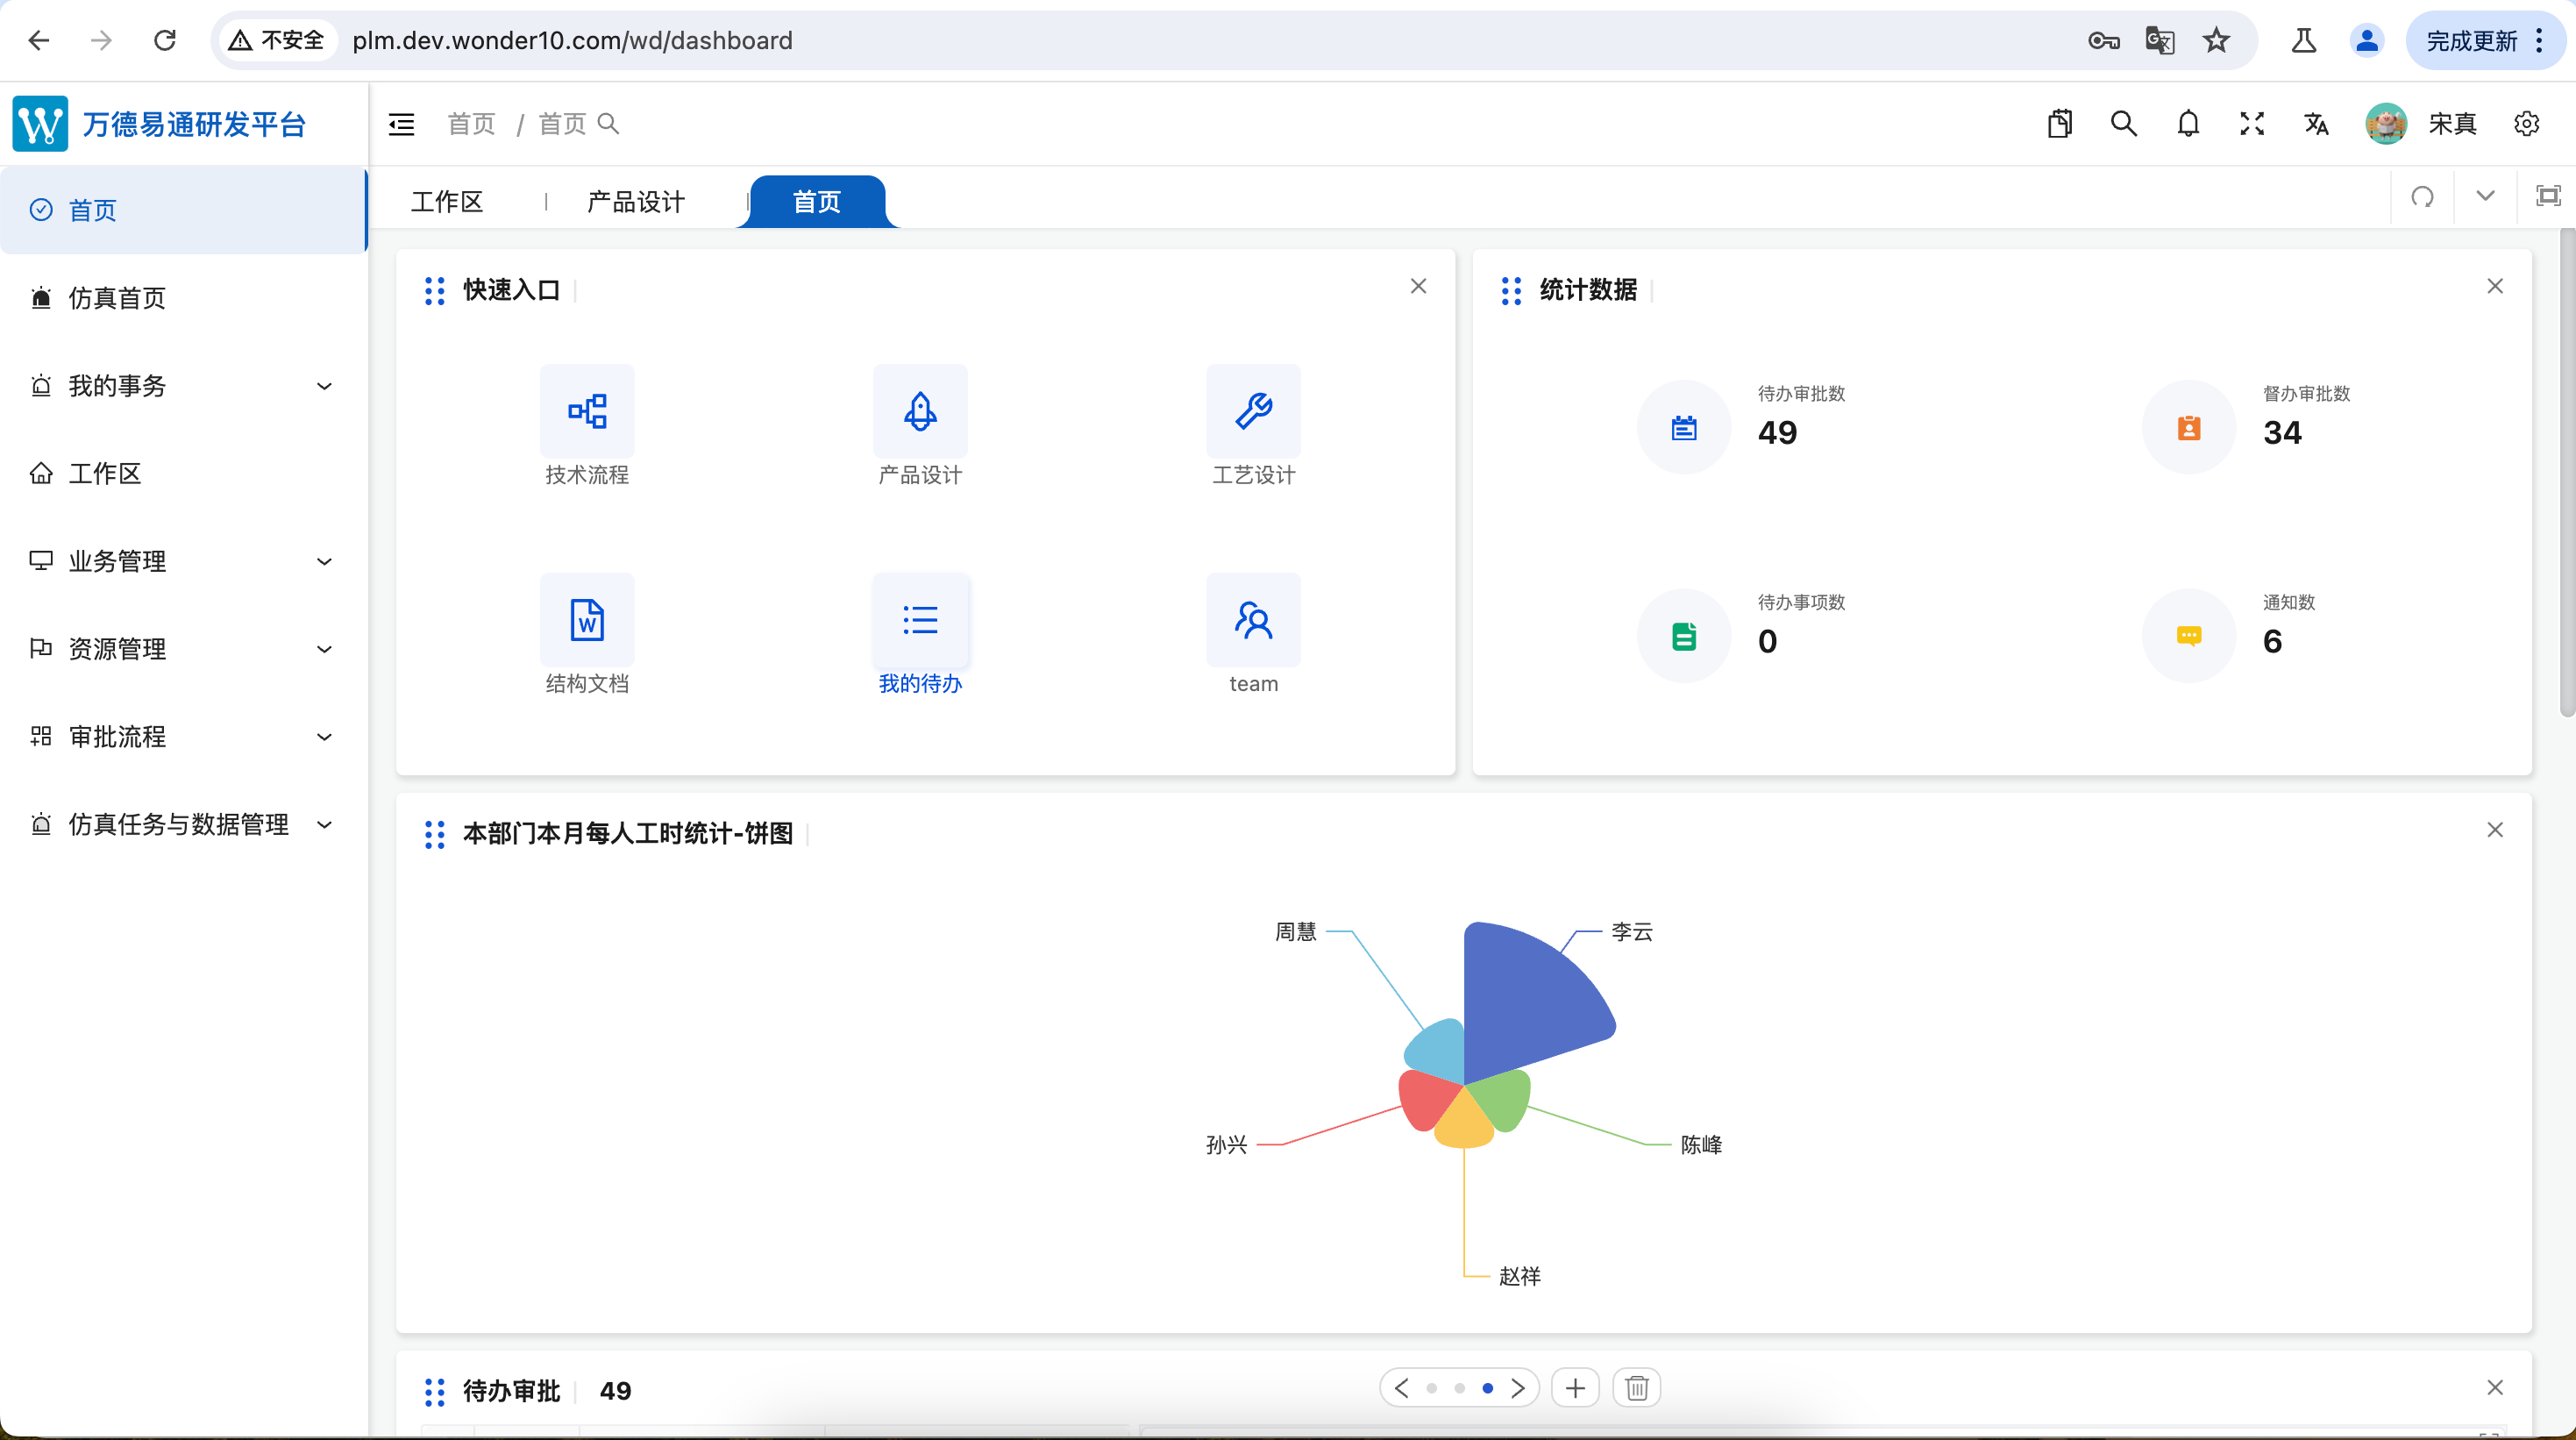 不安全
plm.dev.wonder10.com/wd/dashboard
完成更新
万德易通研发平台
首页 / 首页
宋真
首页
仿真首页
我的事务
工作区
业务管理
资源管理
审批流程
仿真任务与数据管理
工作区
产品设计
首页
快速入口
技术流程
产品设计
工艺设计
结构文档
我的待办
team
统计数据
待办审批数
49
督办审批数
34
待办事项数
0
通知数
6
本部门本月每人工时统计-饼图
周慧
李云
孙兴
陈峰
赵祥
待办审批 49